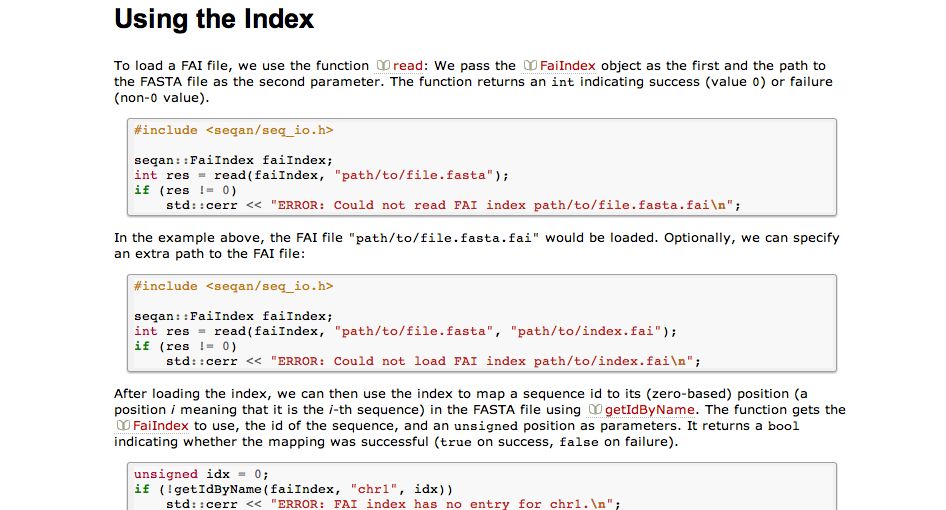 Using the Index
To load a FAI file, we use the function read: We pass the FaiIndex object as the first and the path to
the FASTA file as the second parameter. The function returns an int indicating success (value 0) or failure
(non-0 value).
#include <seqan/seq_io.h>
seqan::FaiIndex faiIndex;
int res = read(faiIndex, "path/to/file.fasta");
if (res != 0)
    std::cerr << "ERROR: Could not read FAI index path/to/file.fasta.fai\n";
In the example above, the FAI file "path/to/file.fasta.fai" would be loaded. Optionally, we can specify
an extra path to the FAI file:
#include <seqan/seq_io.h>
seqan::FaiIndex faiIndex;
int res = read(faiIndex, "path/to/file.fasta", "path/to/index.fai");
if (res != 0)
    std::cerr << "ERROR: Could not load FAI index path/to/index.fai\n";
After loading the index, we can then use the index to map a sequence id to its (zero-based) position (a
position i meaning that it is the i-th sequence) in the FASTA file using getIdByName. The function gets the
FaiIndex to use, the id of the sequence, and an unsigned position as parameters. It returns a bool
indicating whether the mapping was successful (true on success, false on failure).
unsigned idx = 0;
if (!getIdByName(faiIndex, "chr1", idx))
    std::cerr << "ERROR: FAI index has no entry for chr1.\n";